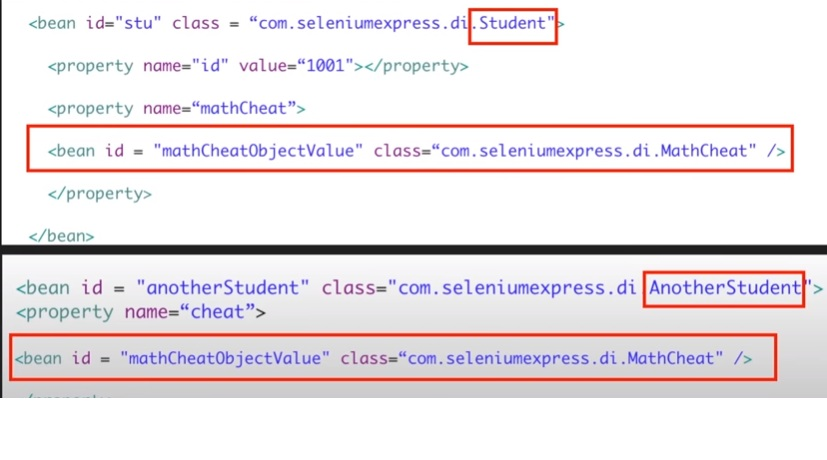 <bean id="stu" class = “com.seleniumexpress.di.Student">
<property name="id" value=“1001"></property>
<property name=“mathCheat”>
<bean id = "mathCheatObjectValue" class=“com.seleniumexpress.di.MathCheat" />
</property>
</bean>
<bean id = "anotherStudent" class="com.seleniumexpress.di AnotherStudent">
<property name=“cheat”>
<bean id = "mathCheatObjectValue" class=“com.seleniumexpress.di.MathCheat" />